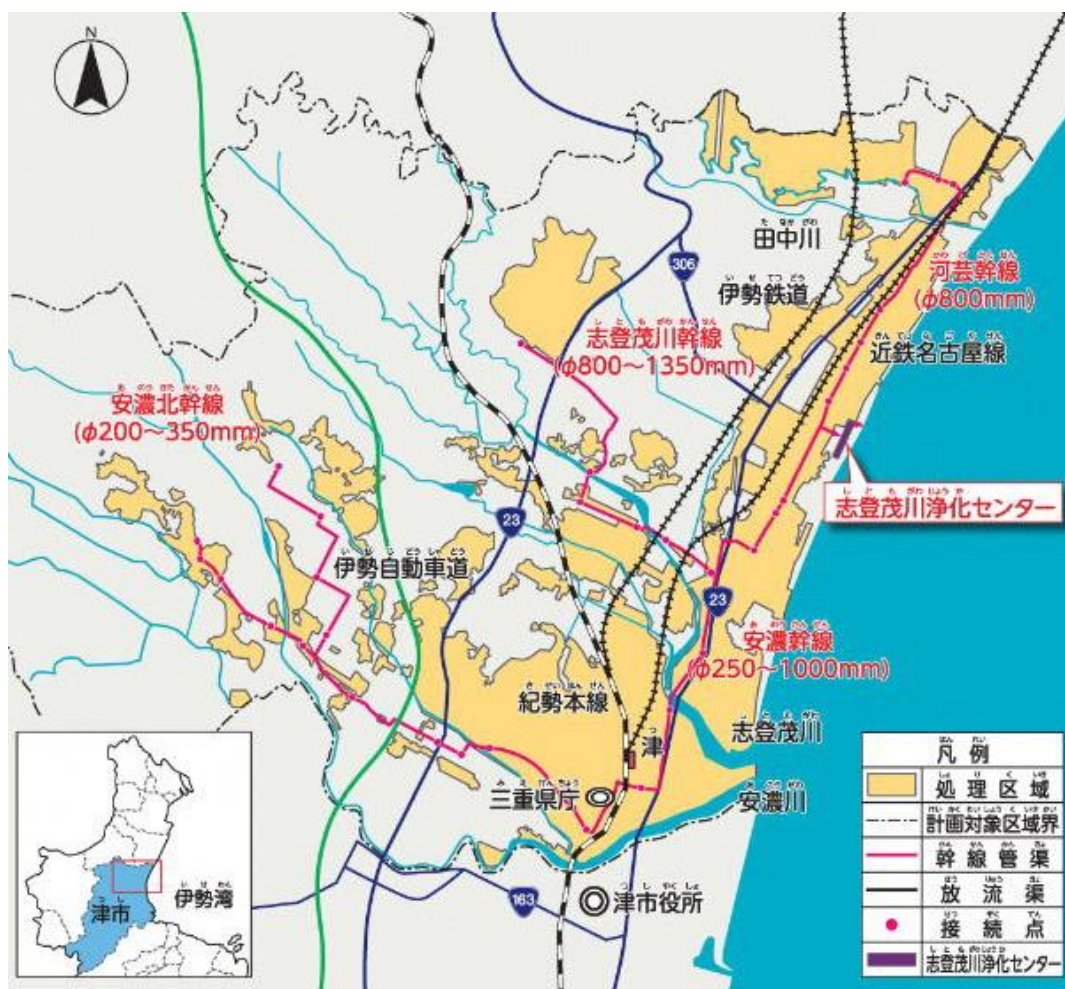 N
田中川
306
伊勢鉄道
河芸幹線
(φ800mm)
志登茂川幹線
(φ800～1350mm)
近鉄名古屋線
安濃北幹線
(φ200～350mm)
志登茂川浄化センター
23
伊勢自動車道
23
安濃幹線
(φ250～1000mm)
紀勢本線
志登茂川
津
三重県庁
安濃川
163
津市役所
津市
伊勢湾
凡例
処理区域
計画対象区域界
幹線管渠
放流渠
接続点
志登茂川浄化センター